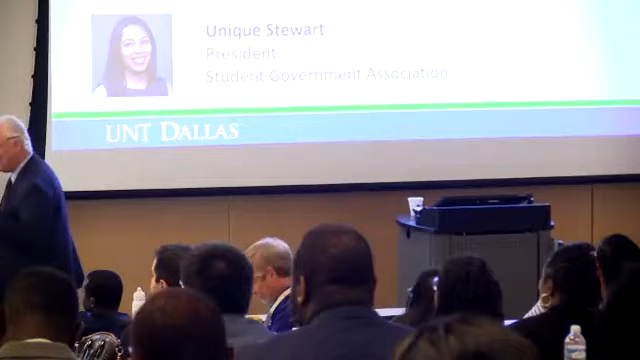 Unique Stewart
President
Student Government Association
UNT DALLAS